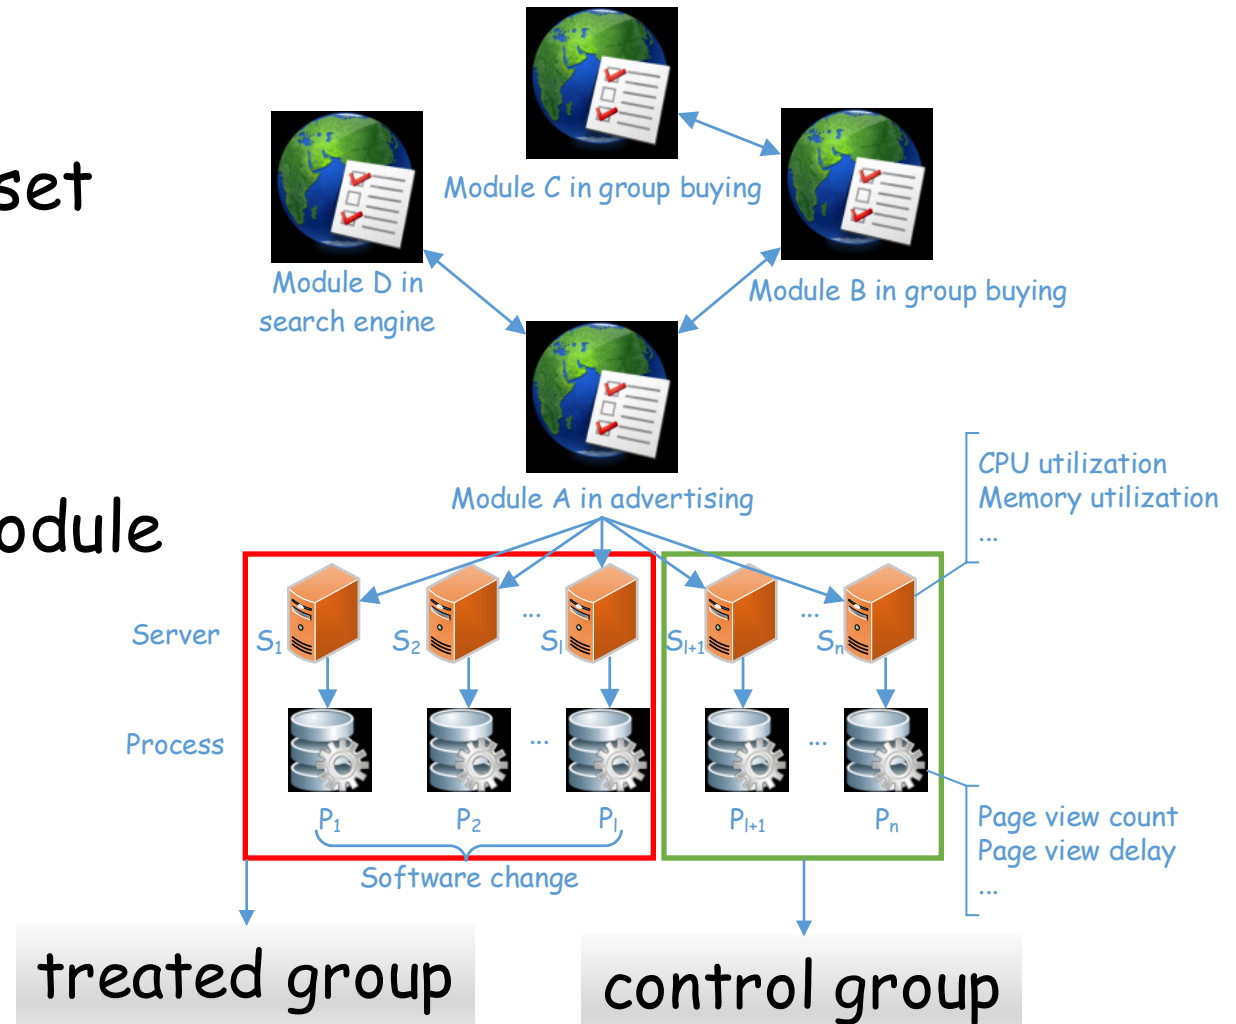 set
Module C in group buying
Module D in
search engine
Module B in group buying
CPU utilization
Memory utilization
...
Module A in advertising
odule
Server
S1
S2
...
Sl
Sl+1
...
Sn
Process
...
...
P1
P2
Pl
Pl+1
Pn
Page view count
Page view delay
...
Software change
treated group
control group